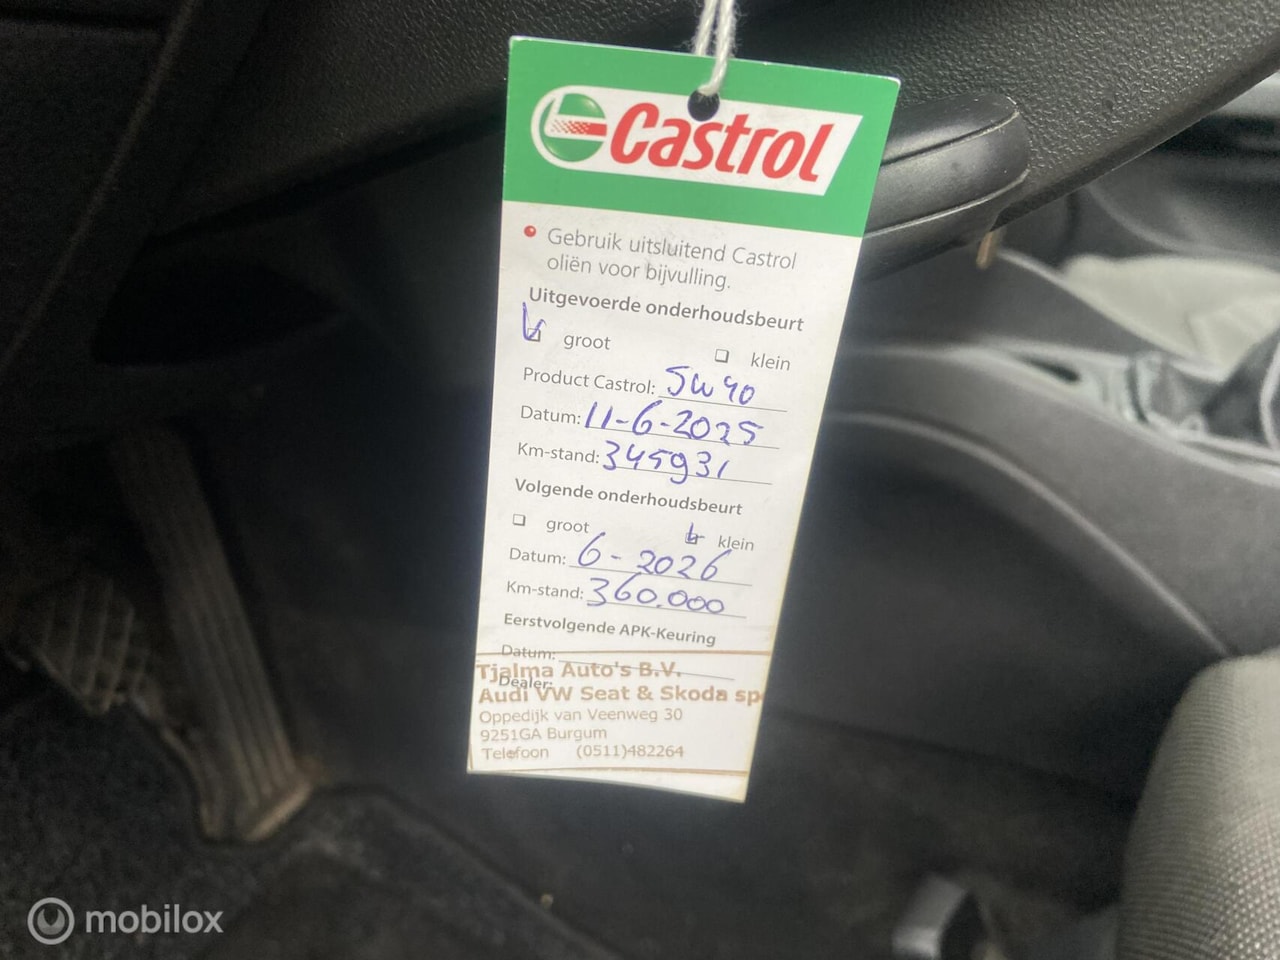 Castrol
Gebruik uitsluitend Castrol
oliën voor bijvulling.
Uitgevoerde onderhoudsbeurt
groot klein
Product Castrol: 5w40
Datum: 11-6-2025
Km-stand: 345931
Volgende onderhoudsbeurt
groot klein
Datum: 6-2026
Km-stand: 360.000
Eerstvolgende APK-Keuring
Datum:
Tjalma Auto's B.V.
Dealer:
Audi VW Seat & Skoda spe
Oppedijk van Veenweg 30
9251GA Burgum
Telefoon (0511)482264
mobilox